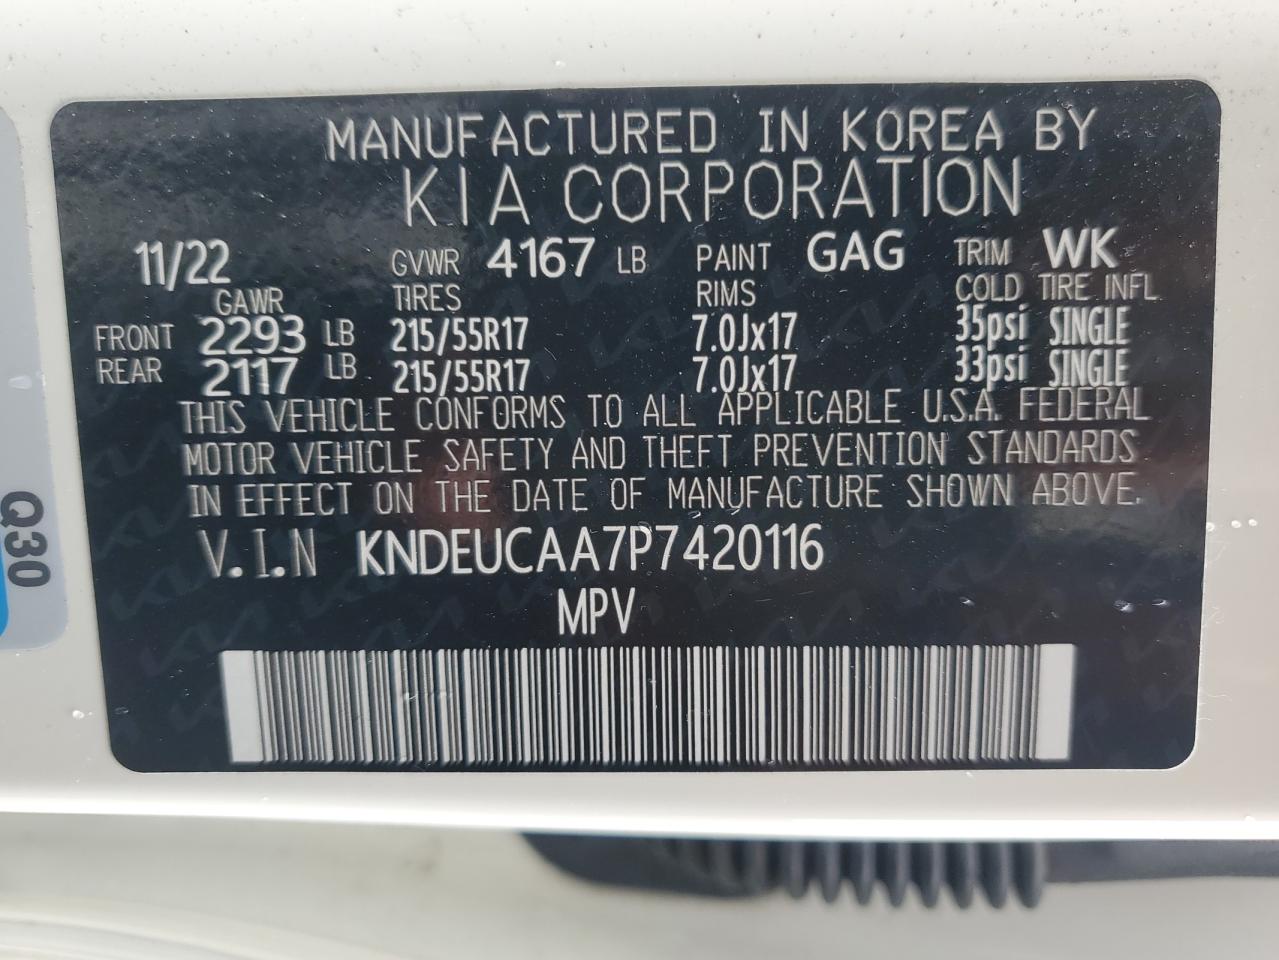 MANUFACTURED IN KOREA BY
KIA CORPORATION
11/22 GVWR 4167 LB PAINT GAG TRIM WK
GAWR TIRES RIMS COLD TIRE INFL
FRONT 2293 LB 215/55R17 7.0Jx17 35psi SINGLE
REAR 2117 LB 215/55R17 7.0Jx17 33psi SINGLE
THIS VEHICLE CONFORMS TO ALL APPLICABLE U.S.A. FEDERAL
MOTOR VEHICLE SAFETY AND THEFT PREVENTION STANDARDS
IN EFFECT ON THE DATE OF MANUFACTURE SHOWN ABOVE.
V.I.N KNDEUCAA7P7420116
MPV
Q30